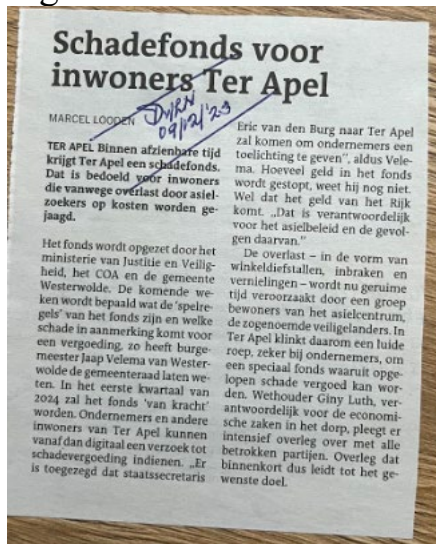 Schadefonds voor
inwoners Ter Apel
MARCEL LOODEN
DvhN
09/12/'23
TER APEL Binnen afzienbare tijd
krijgt Ter Apel een schadefonds.
Dat is bedoeld voor inwoners
die vanwege overlast door asiel-
zoekers op kosten worden ge-
jaagd.
Het fonds wordt opgezet door het
ministerie van Justitie en Veilig-
heid, het COA en de gemeente
Westerwolde. De komende we-
ken wordt bepaald wat de 'spelre-
gels' van het fonds zijn en welke
schade in aanmerking komt voor
een vergoeding, zo heeft burge-
meester Jaap Velema van Wester-
wolde de gemeenteraad laten we-
ten. In het eerste kwartaal van
2024 zal het fonds 'van kracht'
worden. Ondernemers en andere
inwoners van Ter Apel kunnen
vanaf dan digitaal een verzoek tot
schadevergoeding indienen. „Er
is toegezegd dat staatssecretaris
Eric van den Burg naar Ter Apel
zal komen om ondernemers een
toelichting te geven", aldus Vele-
ma. Hoeveel geld in het fonds
wordt gestopt, weet hij nog niet.
Wel dat het geld van het Rijk
komt. „Dat is verantwoordelijk
voor het asielbeleid en de gevol-
gen daarvan."
De overlast – in de vorm van
winkeldiefstallen, inbraken en
vernielingen – wordt nu geruime
tijd veroorzaakt door een groep
bewoners van het asielcentrum,
de zogenoemde veiligelanders. In
Ter Apel klinkt daarom een luide
roep, zeker bij ondernemers, om
een speciaal fonds waaruit opge-
lopen schade vergoed kan wor-
den. Wethouder Giny Luth, ver-
antwoordelijk voor de economi-
sche zaken in het dorp, pleegt er
intensief overleg over met alle
betrokken partijen. Overleg dat
binnenkort dus leidt tot het ge-
wenste doel.